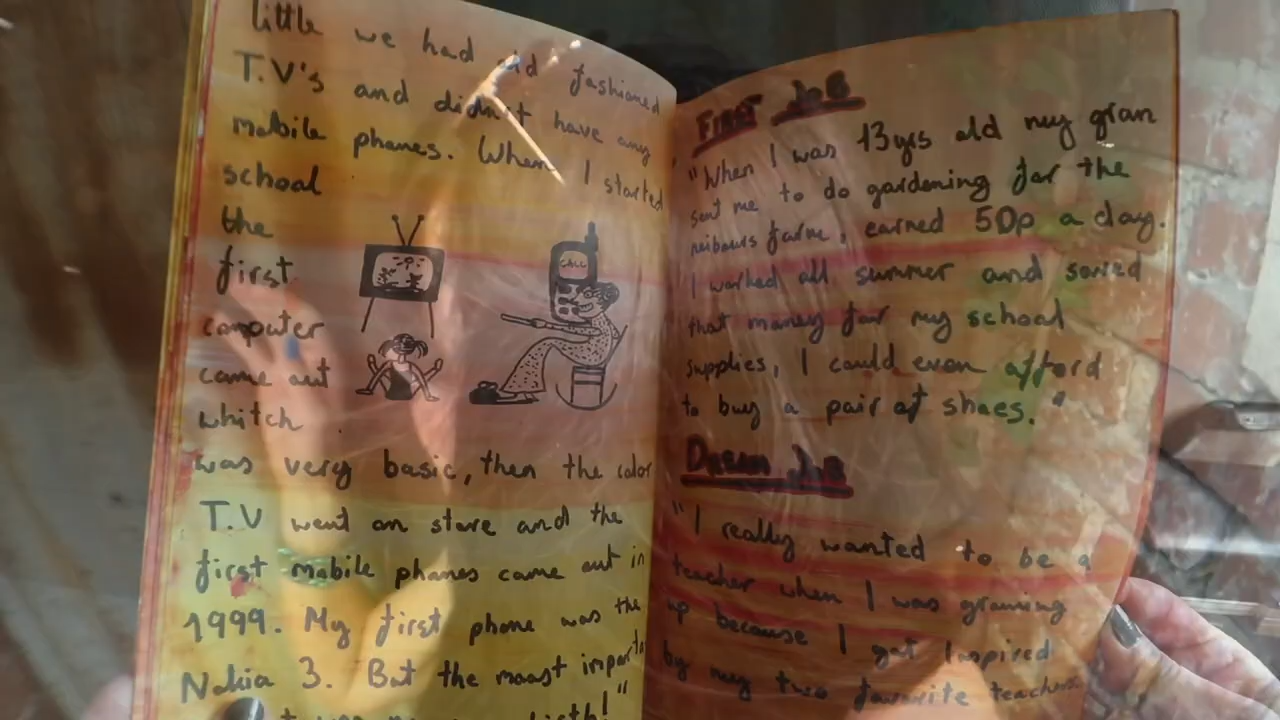 little we had old fashioned
T.V's and didn't have any
mobile phones. When I started
school
the
first
computer
came out
whitch
was very basic, then the color
T.V went on store and the
first mobile phones came out in
1999. My first phone was the
Nokia 3. But the moost importa
birth!"
CALL
FIRST JOB
"When I was 13yrs old my gran
sent me to do gardening for the
neibours farm, earned 50p a day.
I worked all summer and saved
that money for my school
supplies, I could even afford
to buy a pair of shoes."
DREAM JOB
"I really wanted to be a
teacher when I was growing
up because I got Inspired
by my two favorite teachers.